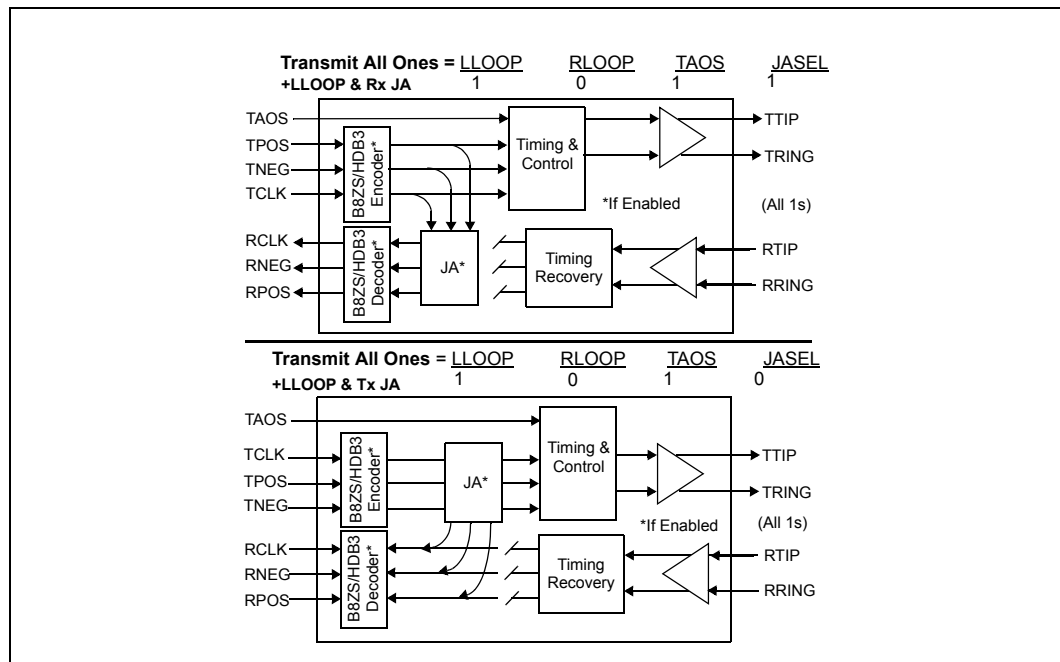 Transmit All Ones = LLOOP RLOOP TAOS JASEL
+LLOOP & Rx JA 1 0 1 1
TAOS
TPOS
TNEG
TCLK
B8ZS/HDB3
Encoder*
Timing &
Control
TTIP
TRING
*If Enabled
(All 1s)
RCLK
RNEG
RPOS
B8ZS/HDB3
Decoder*
JA*
Timing
Recovery
RTIP
RRING
Transmit All Ones = LLOOP RLOOP TAOS JASEL
+LLOOP & Tx JA 1 0 1 0
TAOS
TCLK
TPOS
TNEG
B8ZS/HDB3
Encoder*
JA*
Timing &
Control
TTIP
TRING
*If Enabled
(All 1s)
RCLK
RNEG
RPOS
B8ZS/HDB3
Decoder*
Timing
Recovery
RTIP
RRING